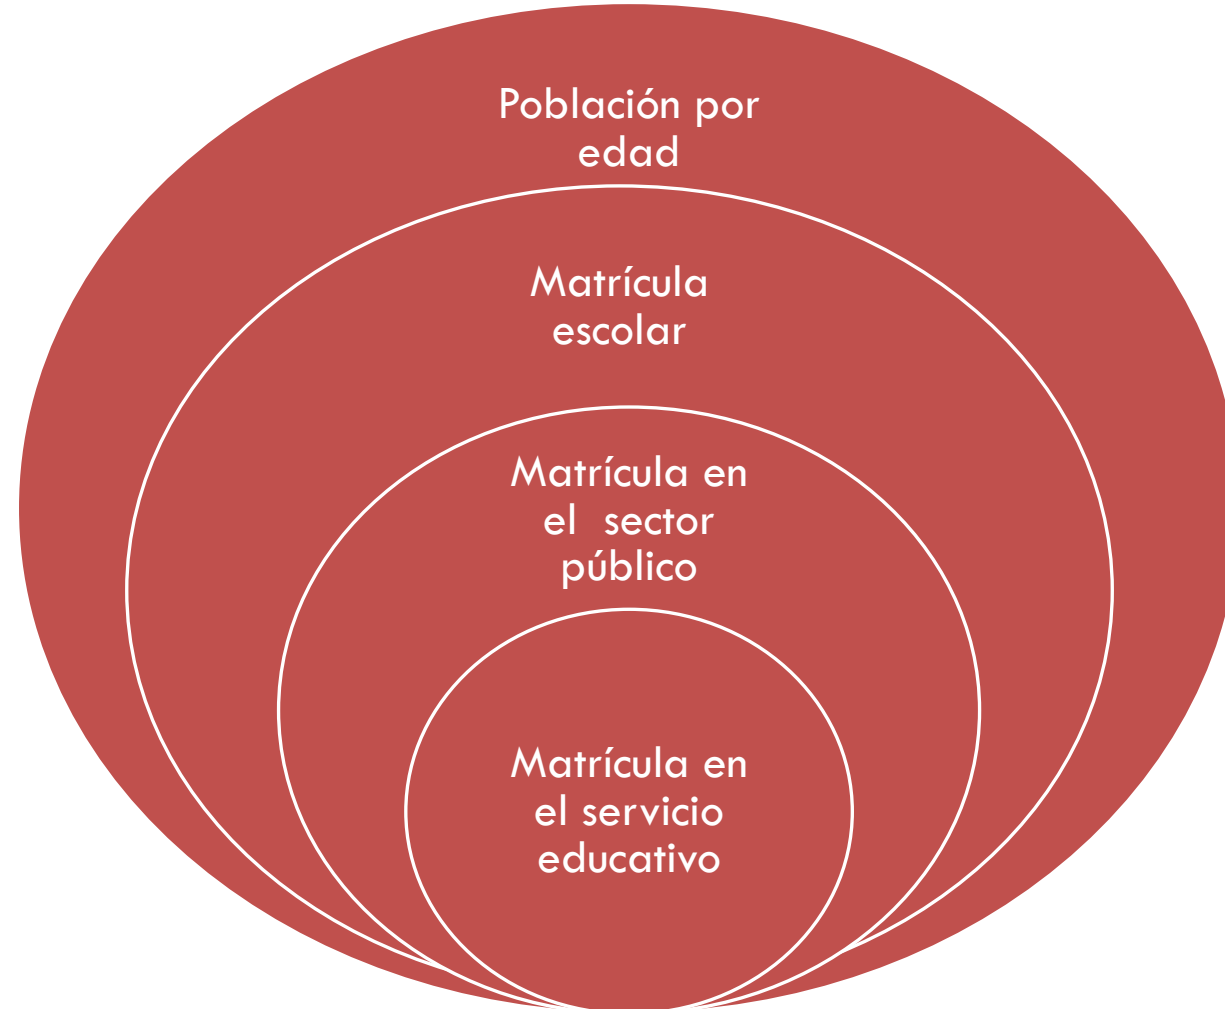 Población por
edad
Matrícula
escolar
Matrícula en
el  sector
público
Matrícula en
el servicio
educativo